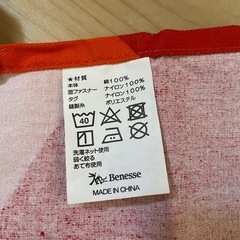 ★材質
本体 綿100%
面ファスナー ナイロン100%
タグ ナイロン100%
縫製糸 ポリエステル
40
洗濯ネット使用
弱く絞る
あて布使用
Benesse
MADE IN CHINA